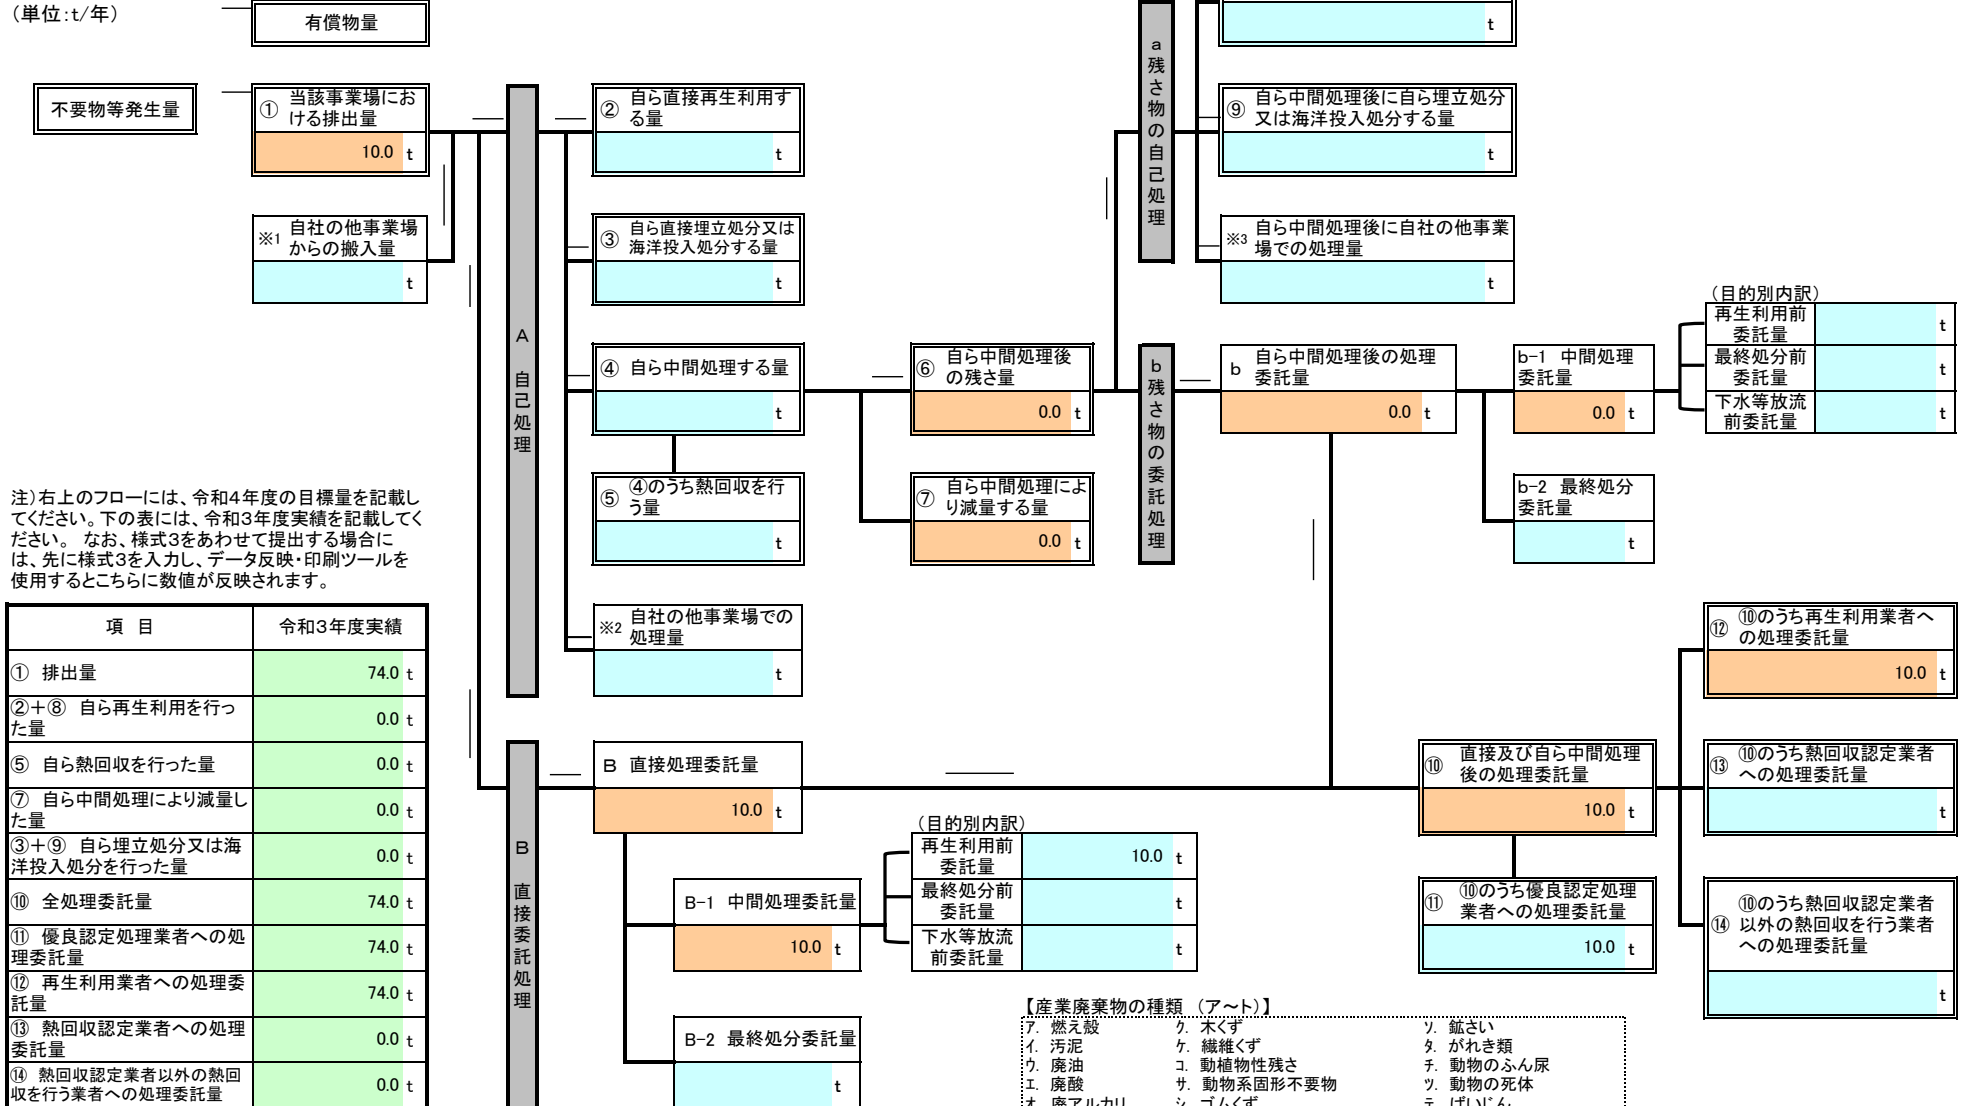 （単位:t/年）
有償物量
t
不要物等発生量
① 当該事業場にお
ける排出量
10.0 t
※1 自社の他事業場
からの搬入量
t
A 自己処理
② 自ら直接再生利用す
る量
t
③ 自ら直接埋立処分又は
海洋投入処分する量
t
④ 自ら中間処理する量
t
⑤ ④のうち熱回収を行
う量
t
※2 自社の他事業場での
処理量
t
⑥ 自ら中間処理後
の残さ量
0.0 t
⑦ 自ら中間処理によ
り減量する量
0.0 t
a残さ物の自己処理
⑨ 自ら中間処理後に自ら埋立処分
又は海洋投入処分する量
t
※3 自ら中間処理後に自社の他事業
場での処理量
t
b残さ物の委託処理
b 自ら中間処理後の処理
委託量
0.0 t
b-1 中間処理
委託量
0.0 t
b-2 最終処分
委託量
t
（目的別内訳）
再生利用前
委託量
t
最終処分前
委託量
t
下水等放流
前委託量
t
注）右上のフローには、令和４年度の目標量を記載し
てください。下の表には、令和３年度実績を記載してく
ださい。 なお、様式３をあわせて提出する場合に
は、先に様式３を入力し、データ反映・印刷ツールを
使用するとこちらに数値が反映されます。
項 目 令和３年度実績
① 排出量 74.0 t
②＋⑧ 自ら再生利用を行っ
た量 0.0 t
⑤ 自ら熱回収を行った量 0.0 t
⑦ 自ら中間処理により減量し
た量 0.0 t
③＋⑨ 自ら埋立処分又は海
洋投入処分を行った量 0.0 t
⑩ 全処理委託量 74.0 t
⑪ 優良認定処理業者への処
理委託量 74.0 t
⑫ 再生利用業者への処理委
託量 74.0 t
⑬ 熱回収認定業者への処理
委託量 0.0 t
⑭ 熱回収認定業者以外の熱回
収を行う業者への処理委託量 0.0 t
B 直接委託処理
B 直接処理委託量
10.0 t
B-1 中間処理委託量
10.0 t
B-2 最終処分委託量
t
（目的別内訳）
再生利用前
委託量
10.0 t
最終処分前
委託量
t
下水等放流
前委託量
t
⑩ 直接及び自ら中間処理
後の処理委託量
10.0 t
⑪ ⑩のうち優良認定処理
業者への処理委託量
10.0 t
⑫ ⑩のうち再生利用業者へ
の処理委託量
10.0 t
⑬ ⑩のうち熱回収認定業者
への処理委託量
t
⑭ ⑩のうち熱回収認定業者
以外の熱回収を行う業者
への処理委託量
t
【産業廃棄物の種類 （ア～ト）】
ア. 燃え殻 ク. 木くず ソ. 鉱さい
イ. 汚泥 ケ. 繊維くず タ. がれき類
ウ. 廃油 コ. 動植物性残さ チ. 動物のふん尿
エ. 廃酸 サ. 動物系固形不要物 ツ. 動物の死体
オ. 廃アルカリ シ. ゴムくず テ. ばいじん